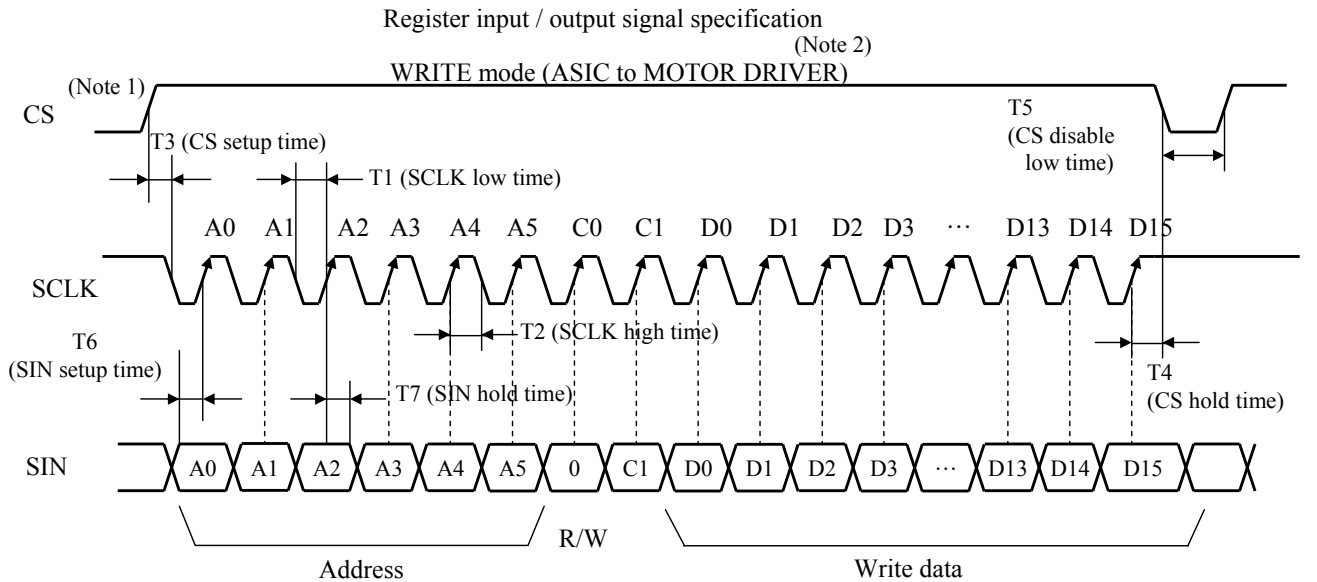 Register input / output signal specification
(Note 2)
WRITE mode (ASIC to MOTOR DRIVER)
(Note 1)
CS
T3 (CS setup time)
T5
(CS disable
low time)
T1 (SCLK low time)
A0 A1 A2 A3 A4 A5 C0 C1 D0 D1 D2 D3 ··· D13 D14 D15
SCLK
T2 (SCLK high time)
T6
(SIN setup time)
T7 (SIN hold time)
T4
(CS hold time)
SIN
A0 A1 A2 A3 A4 A5 0 C1 D0 D1 D2 D3 ··· D13 D14 D15
R/W
Address
Write data